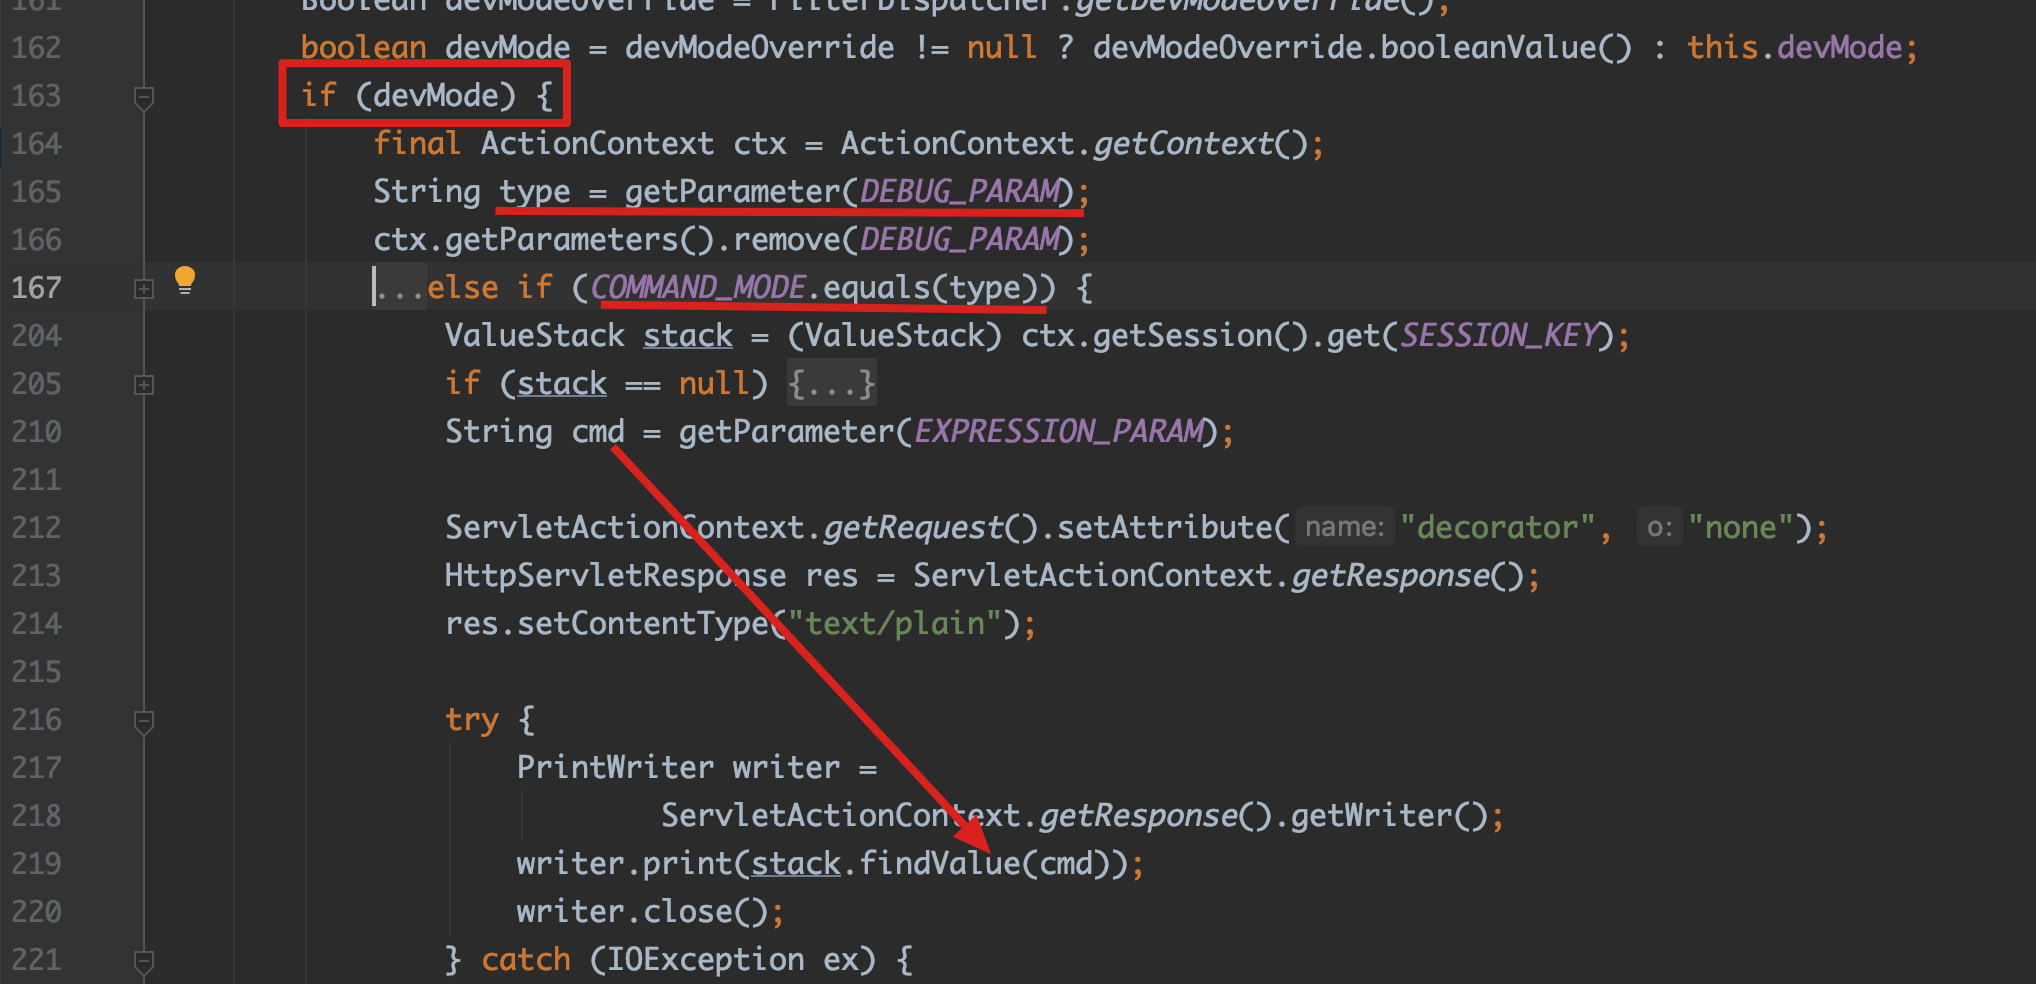 161 Boolean devModeOverride = FilterDispatcher.getDevModeOverride();
162 boolean devMode = devModeOverride != null ? devModeOverride.booleanValue() : this.devMode;
163 if (devMode) {
164 final ActionContext ctx = ActionContext.getContext();
165 String type = getParameter(DEBUG_PARAM);
166 ctx.getParameters().remove(DEBUG_PARAM);
167 ...else if (COMMAND_MODE.equals(type)) {
204 ValueStack stack = (ValueStack) ctx.getSession().get(SESSION_KEY);
205 if (stack == null) {...}
210 String cmd = getParameter(EXPRESSION_PARAM);
211
212 ServletActionContext.getRequest().setAttribute( name: "decorator", o: "none");
213 HttpServletResponse res = ServletActionContext.getResponse();
214 res.setContentType("text/plain");
215
216 try {
217 PrintWriter writer =
218 ServletActionContext.getResponse().getWriter();
219 writer.print(stack.findValue(cmd));
220 writer.close();
221 } catch (IOException ex) {